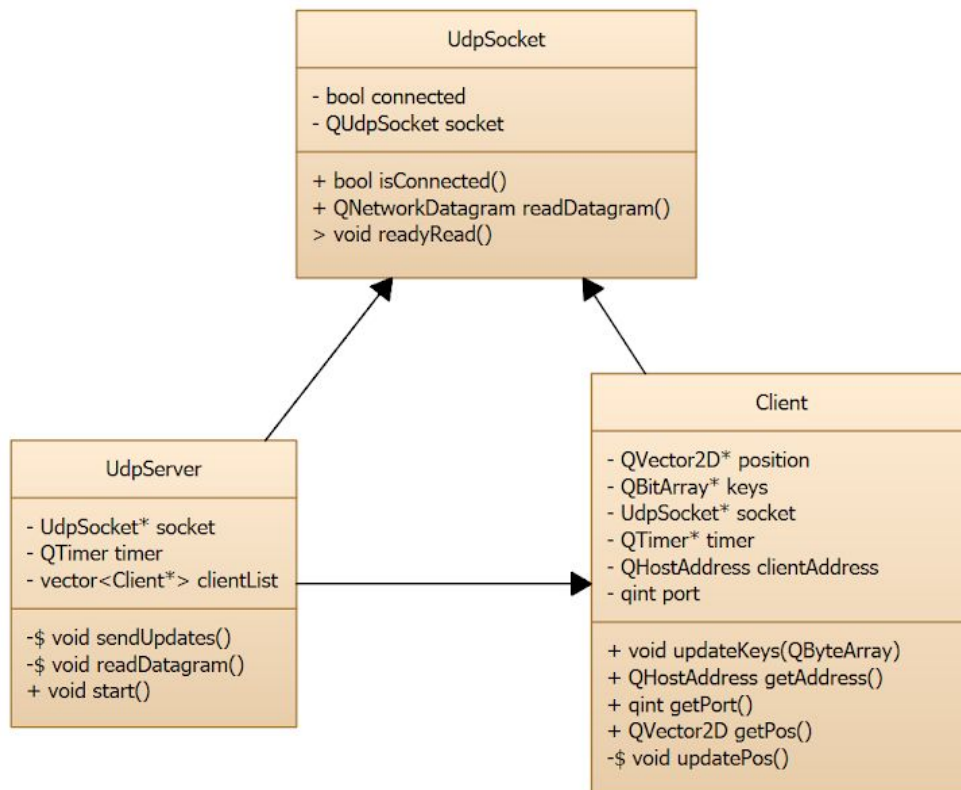 UdpSocket
- bool connected
- QUdpSocket socket
+ bool isConnected()
+ QNetworkDatagram readDatagram()
> void readyRead()
UdpServer
- UdpSocket* socket
- QTimer timer
- vector<Client*> clientList
-$ void sendUpdates()
-$ void readDatagram()
+ void start()
Client
- QVector2D* position
- QBitArray* keys
- UdpSocket* socket
- QTimer* timer
- QHostAddress clientAddress
- qint port
+ void updateKeys(QByteArray)
+ QHostAddress getAddress()
+ qint getPort()
+ QVector2D getPos()
-$ void updatePos()